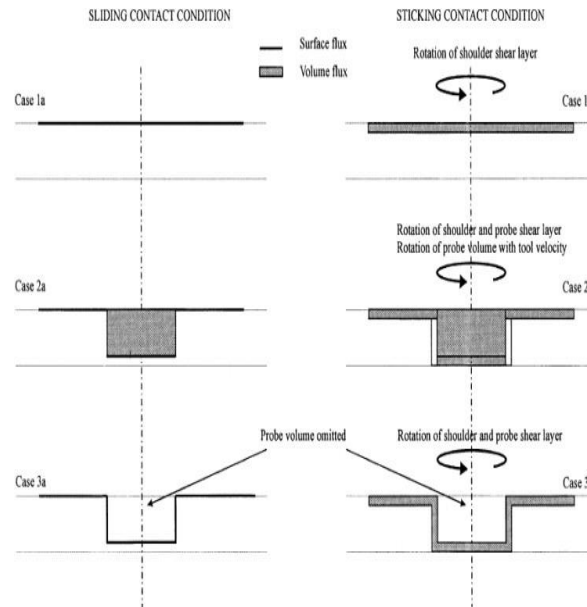 SLIDING CONTACT CONDITION
STICKING CONTACT CONDITION
Surface flux
Volume flux
Rotation of shoulder shear layer
Case 1a
Case 1
Rotation of shoulder and probe shear layer
Rotation of probe volume with tool velocity
Case 2a
Case 2
Probe volume omitted
Rotation of shoulder and probe shear layer
Case 3a
Case 3